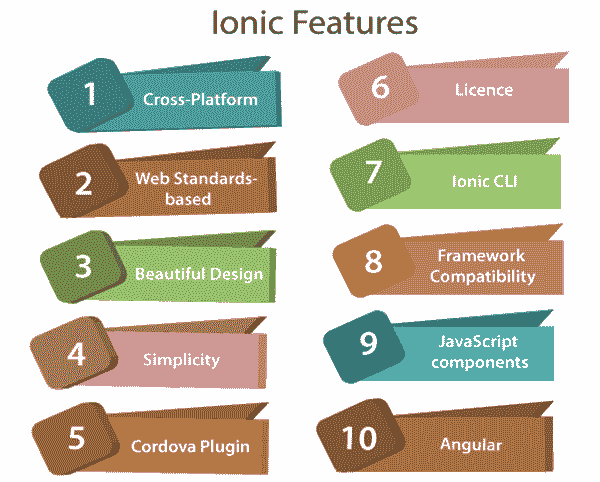 Ionic Features
1
Cross-Platform
2
Web Standards-
based
3
Beautiful Design
4
Simplicity
5
Cordova Plugin
6
Licence
7
Ionic CLI
8
Framework
Compatibility
9
JavaScript
components
10
Angular